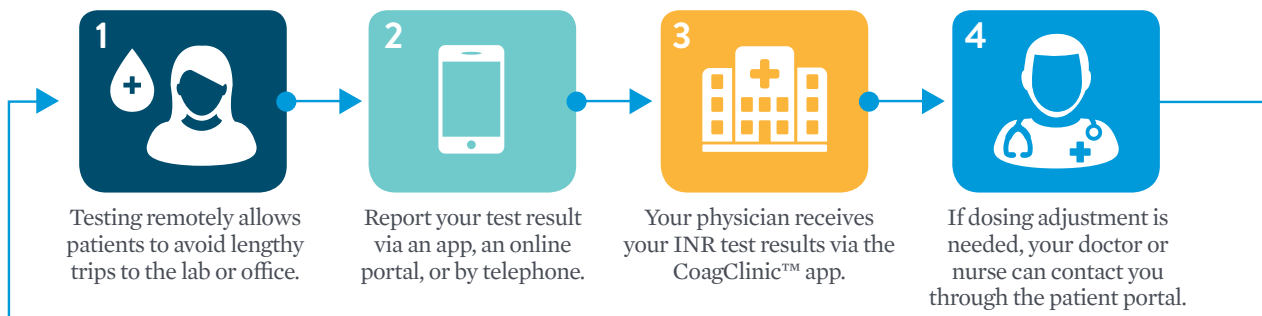 1
Testing remotely allows
patients to avoid lengthy
trips to the lab or office.
2
Report your test result
via an app, an online
portal, or by telephone.
3
Your physician receives
your INR test results via the
CoagClinic™ app.
4
If dosing adjustment is
needed, your doctor or
nurse can contact you
through the patient portal.